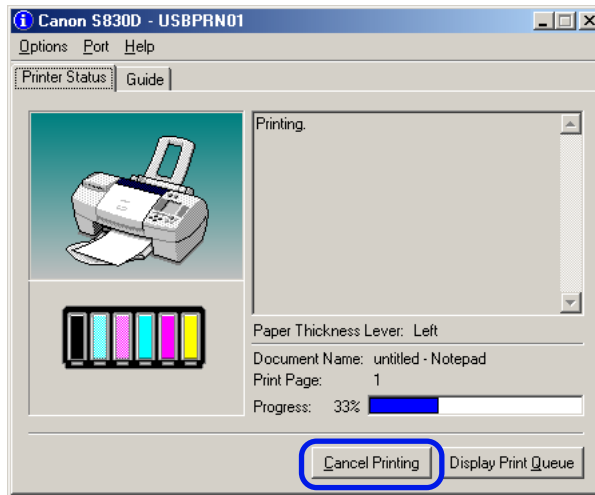 Canon S830D - USBPRN01
Options Port Help
Printer Status Guide
Printing.
Paper Thickness Lever: Left
Document Name: untitled - Notepad
Print Page: 1
Progress: 33%
Cancel Printing Display Print Queue